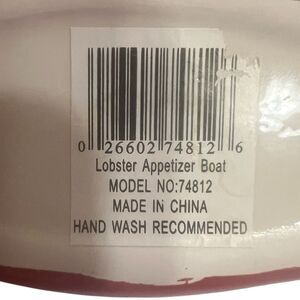 0 26602 74812 6
Lobster Appetizer Boat
MODEL NO:74812
MADE IN CHINA
HAND WASH RECOMMENDED